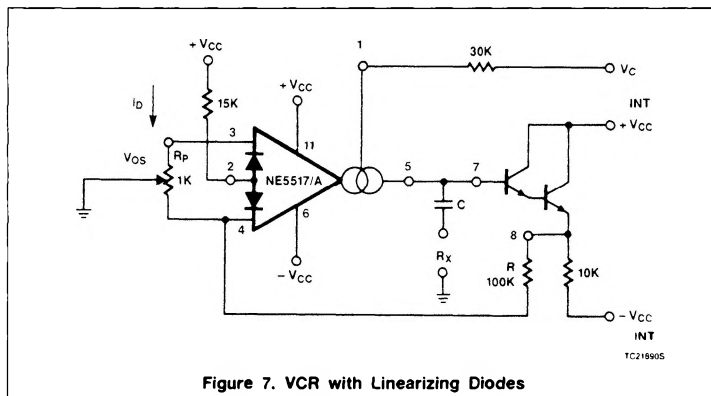 +VCC
1
30K
VC
INT
+VCC
ID
15K
+VCC
3
11
VOS
RP
2
NE5517/A
5
7
1K
4
6
C
8
RX
R
100K
10K
-VCC
-VCC
INT
TC21890S
Figure 7. VCR with Linearizing Diodes